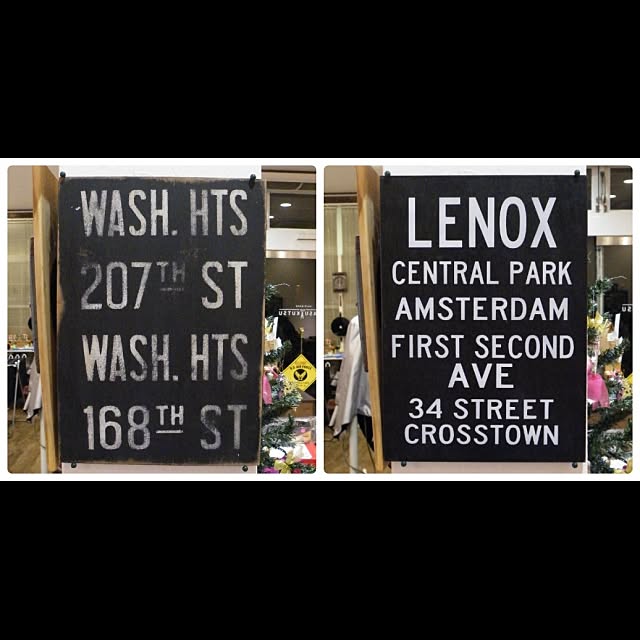 WASH. HTS
207TH ST
WASH. HTS
168TH ST
LENOX
CENTRAL PARK
AMSTERDAM
FIRST SECOND
AVE
34 STREET
CROSSTOWN